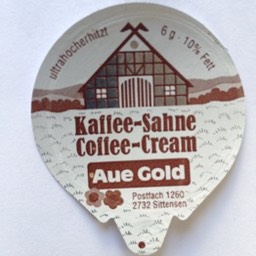 ultrahocherhitzt
6 g - 10% Fett
Kaffee-Sahne
Coffee-Cream
Aue Gold
Postfach 1260
2732 Sittensen